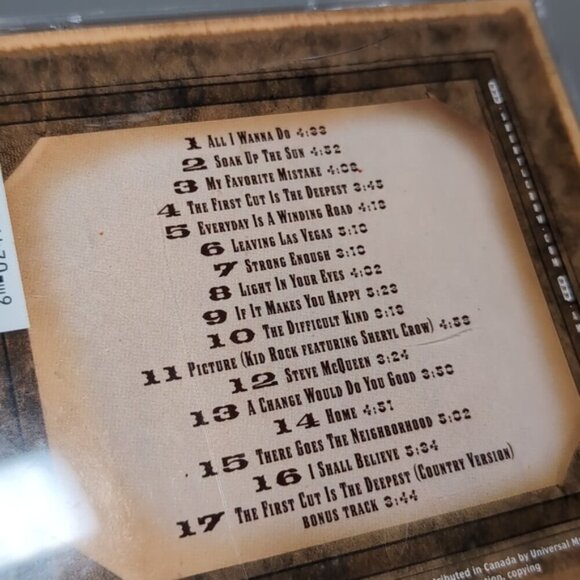 1 All I Wanna Do 4:33
2 Soak Up The Sun 4:52
3 My Favorite Mistake 4:08
4 The First Cut Is The Deepest 3:45
5 Everyday Is A Winding Road 4:18
6 Leaving Las Vegas 5:10
7 Strong Enough 3:10
8 Light In Your Eyes 4:02
9 If It Makes You Happy 5:23
10 The Difficult Kind 5:18
11 Picture (Kid Rock featuring Sheryl Crow) 4:58
12 Steve McQueen 3:24
13 A Change Would Do You Good 3:50
14 Home 4:51
15 There Goes The Neighborhood 5:02
16 I Shall Believe 5:34
17 The First Cut Is The Deepest (Country Version)
bonus track 3:44
in Canada by Universal
copying